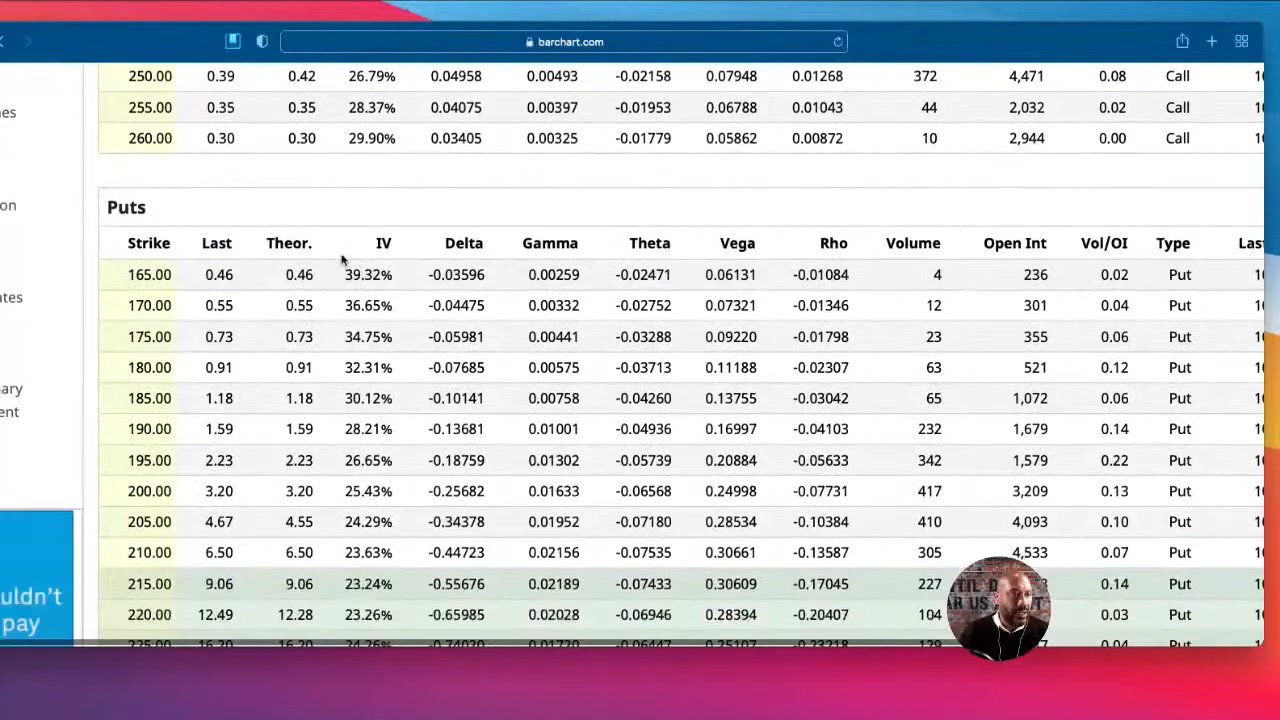 barchart.com
250.00 0.39 0.42 26.79% 0.04958 0.00493 -0.02158 0.07948 0.01268 372 4,471 0.08 Call
255.00 0.35 0.35 28.37% 0.04075 0.00397 -0.01953 0.06788 0.01043 44 2,032 0.02 Call
260.00 0.30 0.30 29.90% 0.03405 0.00325 -0.01779 0.05862 0.00872 10 2,944 0.00 Call
Puts
Strike Last Theor. IV Delta Gamma Theta Vega Rho Volume Open Int Vol/OI Type Las
165.00 0.46 0.46 39.32% -0.03596 0.00259 -0.02471 0.06131 -0.01084 4 236 0.02 Put
170.00 0.55 0.55 36.65% -0.04475 0.00332 -0.02752 0.07321 -0.01346 12 301 0.04 Put
175.00 0.73 0.73 34.75% -0.05981 0.00441 -0.03288 0.09220 -0.01798 23 355 0.06 Put
180.00 0.91 0.91 32.31% -0.07685 0.00575 -0.03713 0.11188 -0.02307 63 521 0.12 Put
185.00 1.18 1.18 30.12% -0.10141 0.00758 -0.04260 0.13755 -0.03042 65 1,072 0.06 Put
190.00 1.59 1.59 28.21% -0.13681 0.01001 -0.04936 0.16997 -0.04103 232 1,679 0.14 Put
195.00 2.23 2.23 26.65% -0.18759 0.01302 -0.05739 0.20884 -0.05633 342 1,579 0.22 Put
200.00 3.20 3.20 25.43% -0.25682 0.01633 -0.06568 0.24998 -0.07731 417 3,209 0.13 Put
205.00 4.67 4.55 24.29% -0.34378 0.01952 -0.07180 0.28534 -0.10384 410 4,093 0.10 Put
210.00 6.50 6.50 23.63% -0.44723 0.02156 -0.07535 0.30661 -0.13587 305 4,533 0.07 Put
215.00 9.06 9.06 23.24% -0.55676 0.02189 -0.07433 0.30609 -0.17045 227 0.14 Put
220.00 12.49 12.28 23.26% -0.65985 0.02028 -0.06946 0.28394 -0.20407 104 0.03 Put
uldn't
pay